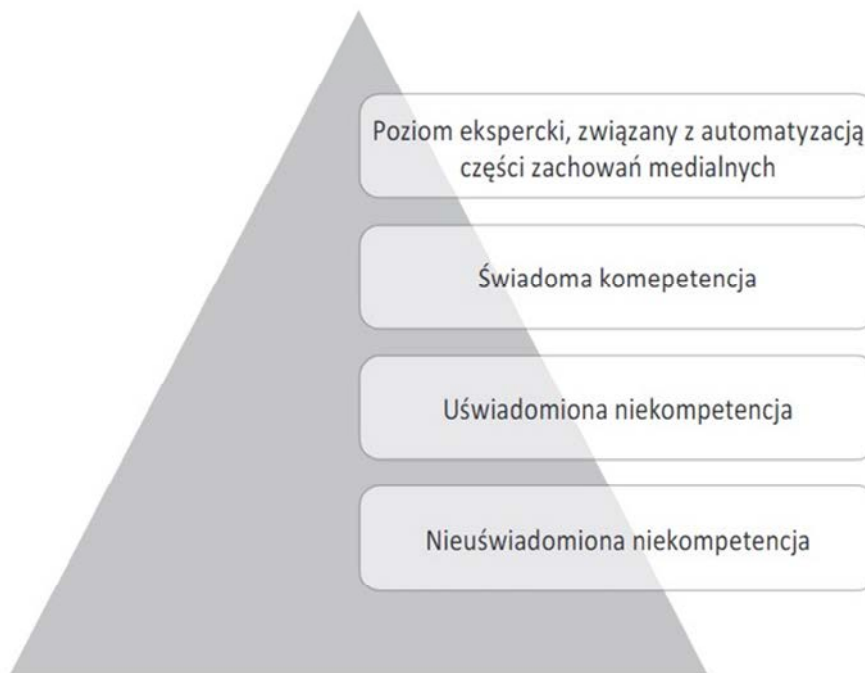 Poziom ekspercki, związany z automatyzacją
części zachowań medialnych
Świadoma komepetencja
Uświadomiona niekompetencja
Nieuświadomiona niekompetencja